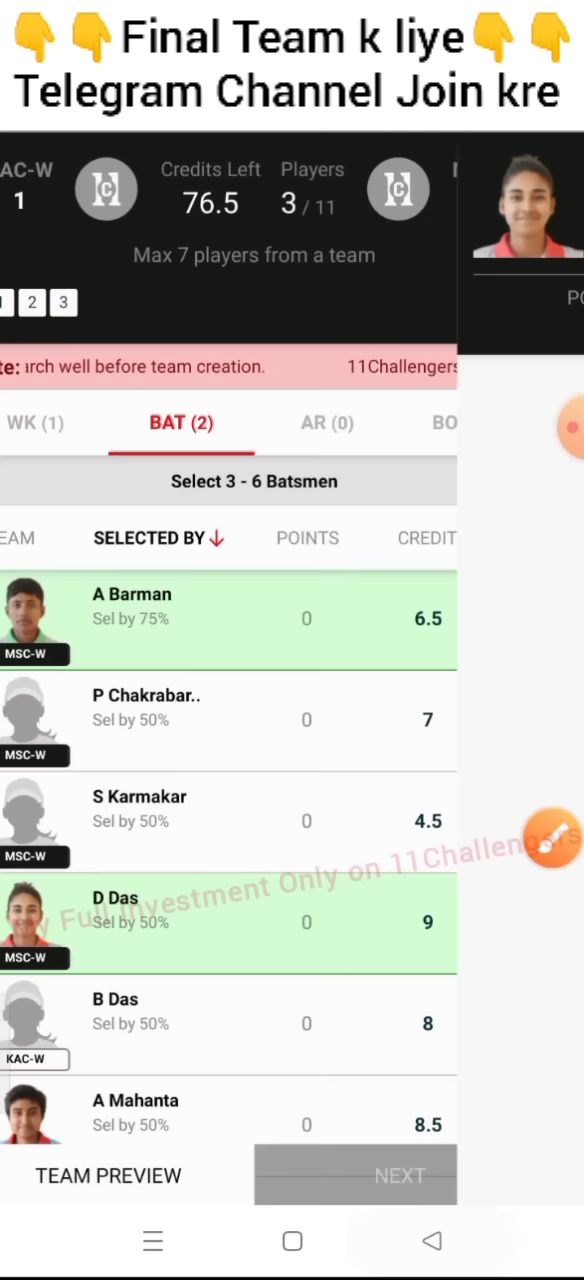 👇👇Final Team k liye👇👇
Telegram Channel Join kre
AC-W
Credits Left
Players
1
76.5
3 / 11
Max 7 players from a team
2
3
te: arch well before team creation.
11Challengers
WK (1)
BAT (2)
AR (0)
BO
Select 3 - 6 Batsmen
EAM
SELECTED BY↓
POINTS
CREDIT
A Barman
Sel by 75%
0
6.5
MSC-W
P Chakrabar..
Sel by 50%
0
7
MSC-W
S Karmakar
Sel by 50%
0
4.5
MSC-W
D Das
Sel by 50%
0
9
MSC-W
y Full Investment Only on 11Challengers
B Das
Sel by 50%
0
8
KAC-W
A Mahanta
Sel by 50%
0
8.5
TEAM PREVIEW
NEXT